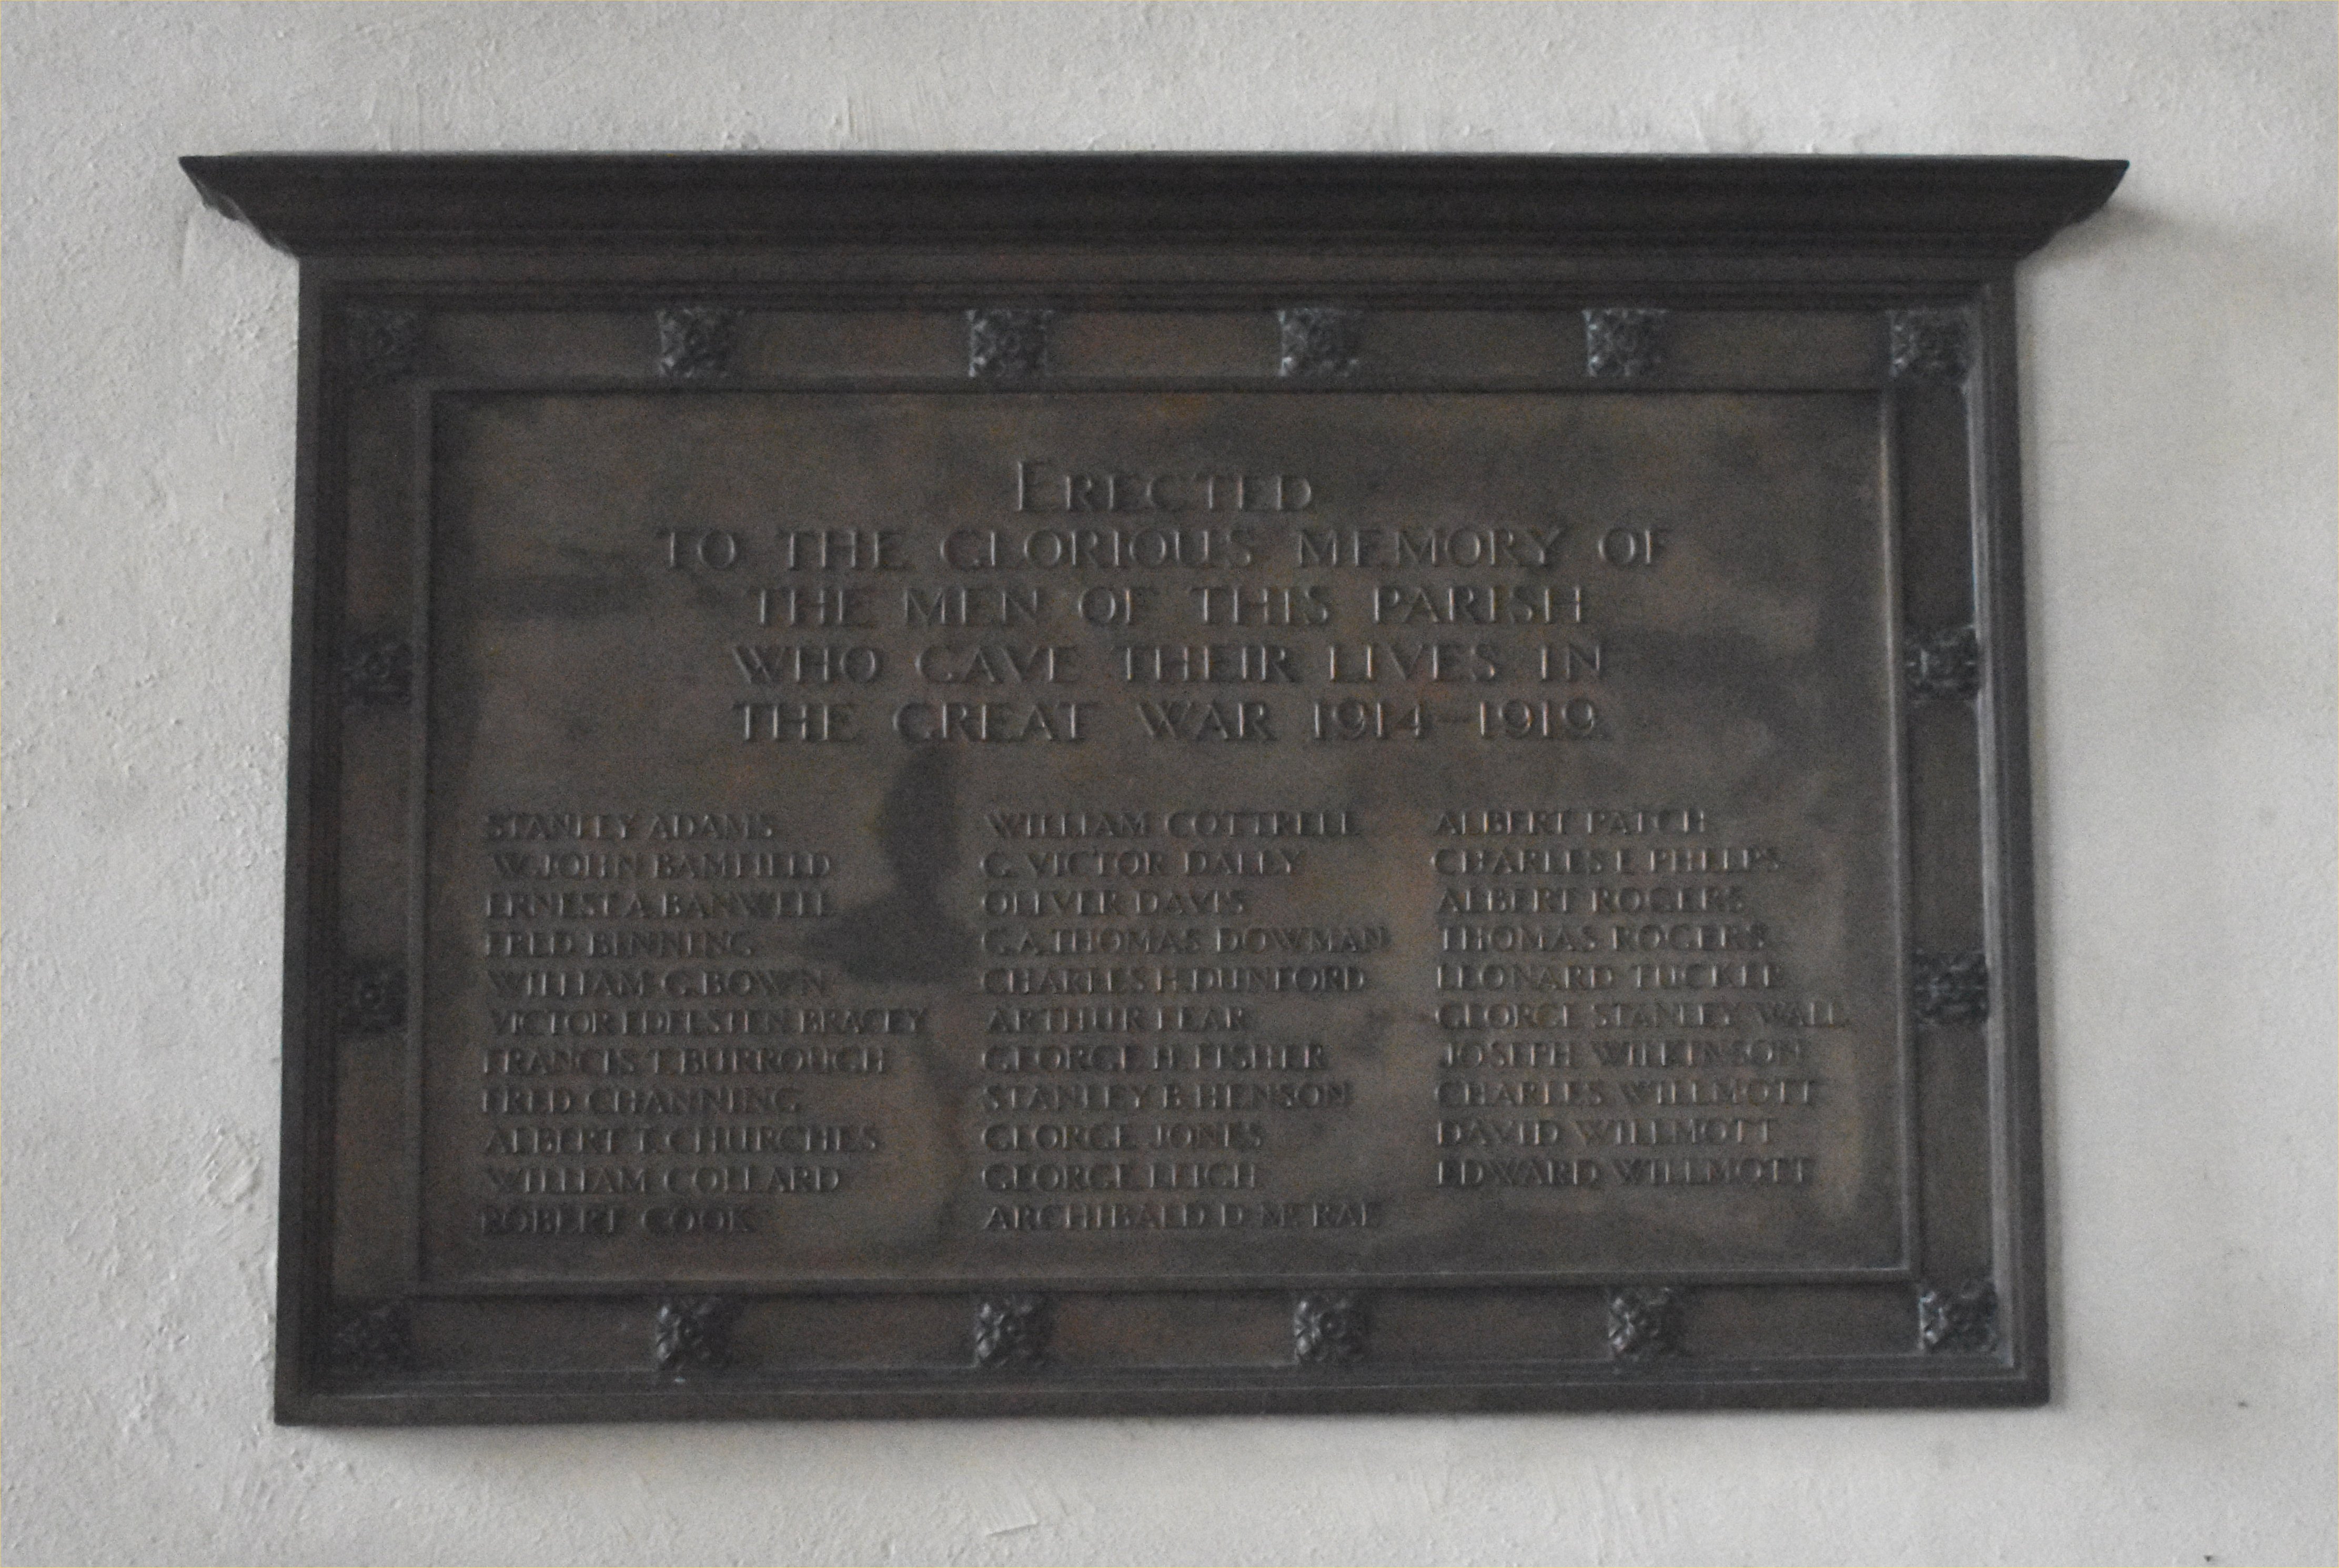 ERECTED
TO THE GLORIOUS MEMORY OF
THE MEN OF THIS PARISH
WHO GAVE THEIR LIVES IN
THE GREAT WAR 1914–1919.
STANLEY ADAMS
W. JOHN BAMFIELD
ERNEST A. BANWELL
FRED BINNING
WILLIAM G. BOWN
VICTOR EDELSTEN BRACEY
FRANCIS T. BURROUGH
FRED CHANNING
ALBERT T. CHURCHES
WILLIAM COLLARD
ROBERT COOK
WILLIAM COTTRELL
VICTOR DALLY
OLIVER DAVIS
A. THOMAS DOWMAN
CHARLES H. DUNFORD
ARTHUR FEAR
GEORGE H. FISHER
STANLEY B. HENSON
GEORGE JONES
GEORGE LEIGH
ARCHIBALD D. McRAE
ALBERT PATCH
CHARLES PHELPS
ALBERT ROGERS
THOMAS ROGERS
LEONARD TUCKER
GEORGE STANLEY WALL
JOSEPH WILKINSON
CHARLES WILLMOTT
DAVID WILLMOTT
EDWARD WILLMOTT